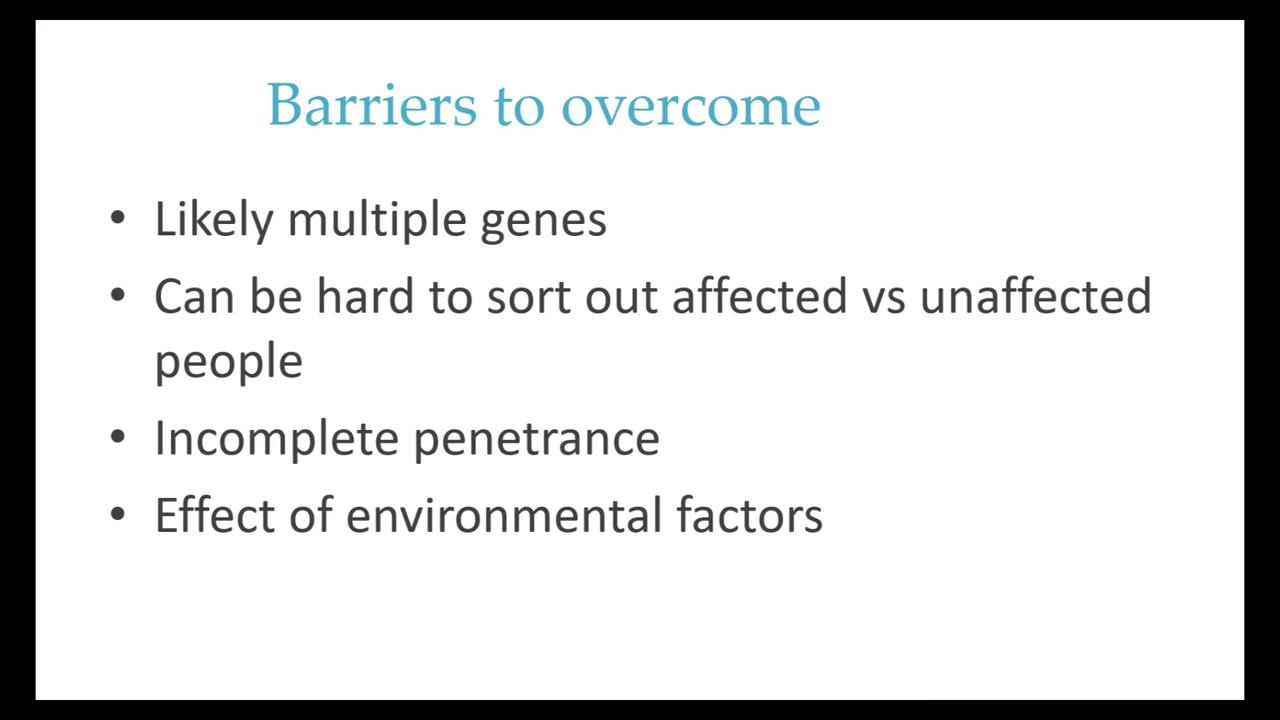 Barriers to overcome
• Likely multiple genes
• Can be hard to sort out affected vs unaffected
people
• Incomplete penetrance
• Effect of environmental factors